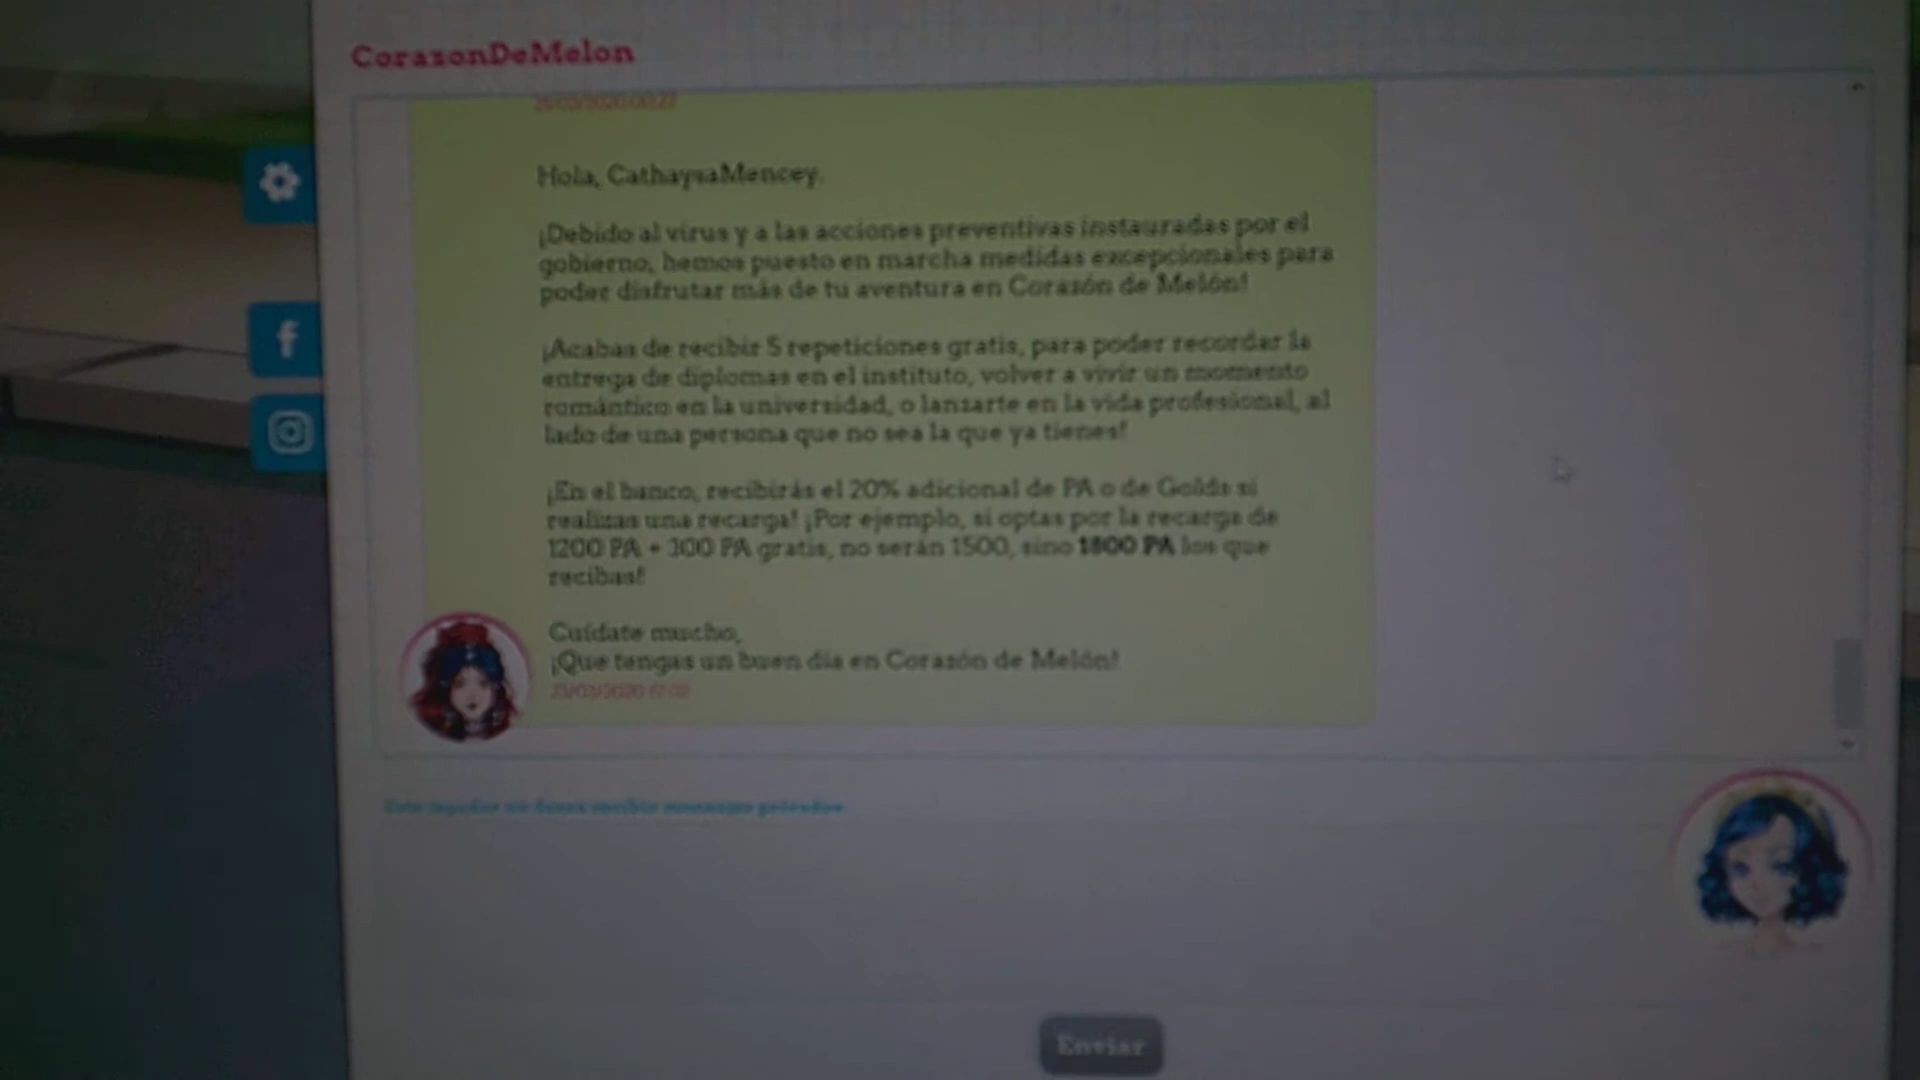 CorazonDeMelon
Hola, CathaysaMencey.
¡Debido al virus y a las acciones preventivas instauradas por el
gobierno, hemos puesto en marcha medidas excepcionales para
poder disfrutar más de tu aventura en Corazón de Melón!
¡Acabas de recibir 5 repeticiones gratis, para poder recordar la
entrega de diplomas en el instituto, volver a vivir un momento
romántico en la universidad, o lanzarte en la vida profesional, al
lado de una persona que no sea la que ya tienes!
¡En el banco, recibirás el 20% adicional de PA o de Golds si
realizas una recarga! ¡Por ejemplo, si optas por la recarga de
1200 PA + 300 PA gratis, no serán 1500, sino 1800 PA los que
recibas!
Cuídate mucho,
¡Que tengas un buen día en Corazón de Melón!
Enviar